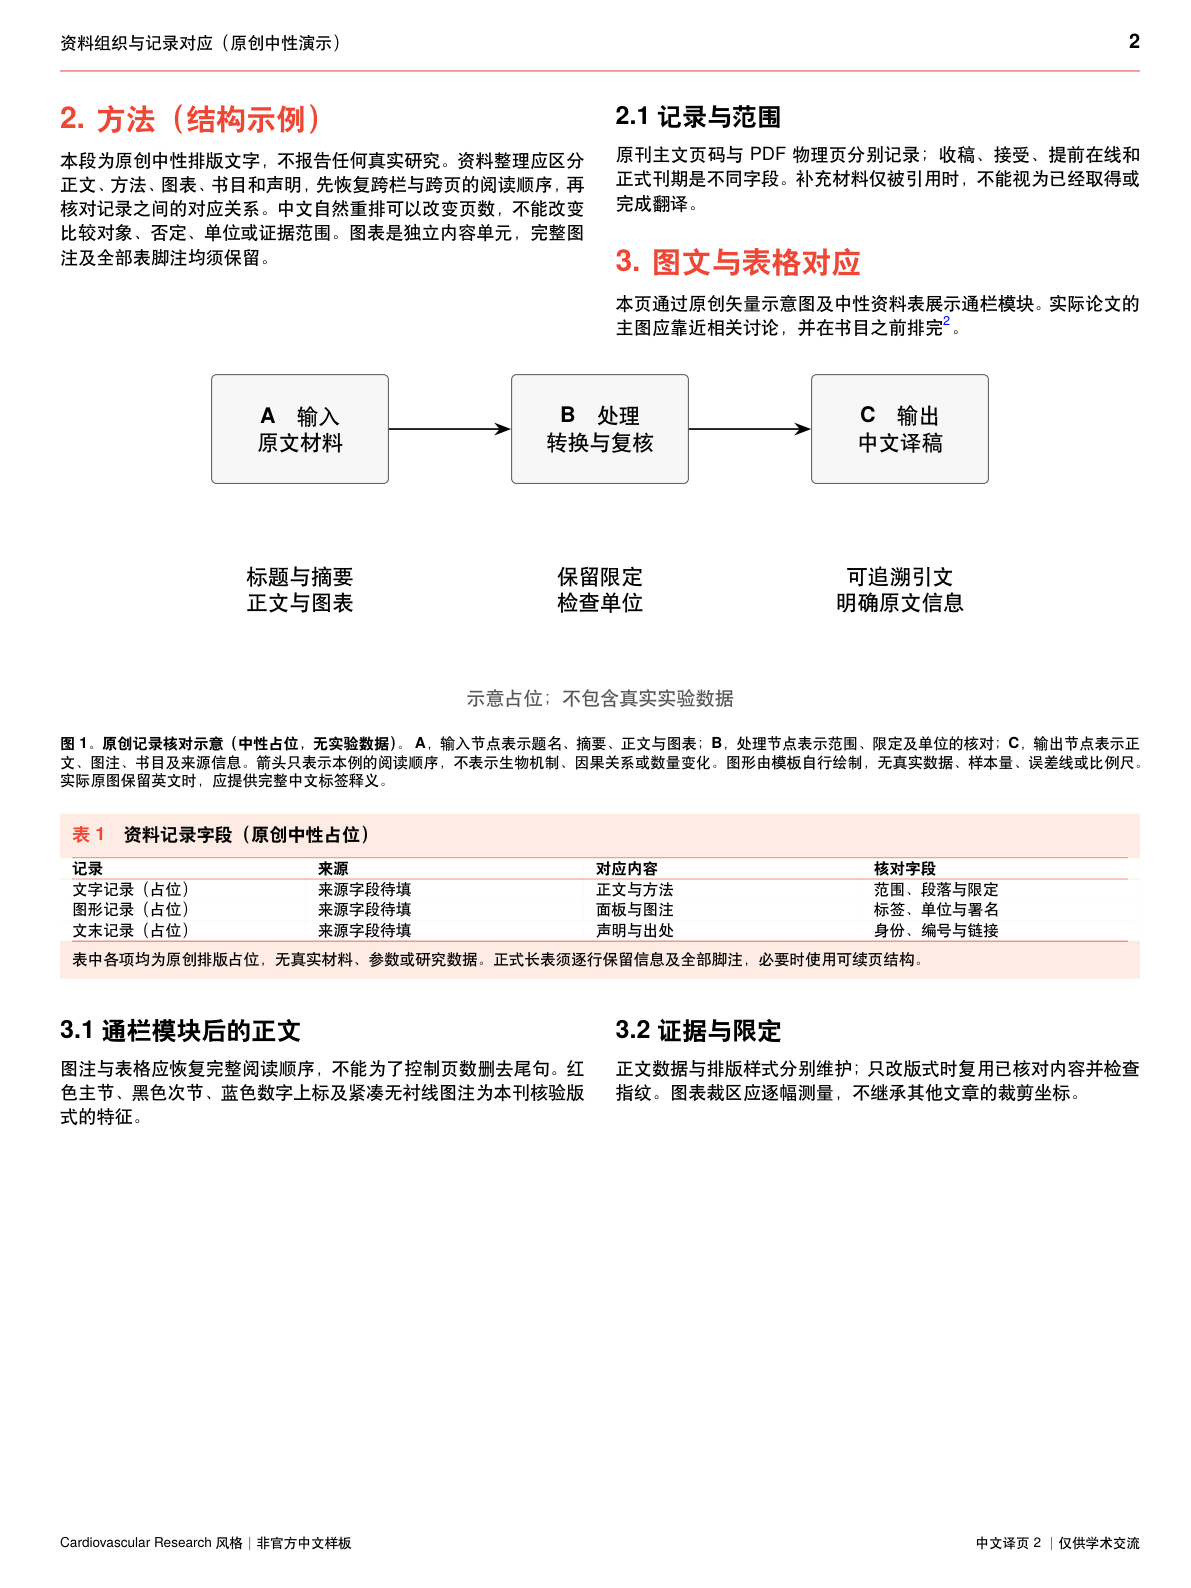 资料组织与记录对应（原创中性演示）
2
2. 方法（结构示例）
本段为原创中性排版文字，不报告任何真实研究。资料整理应区分
正文、方法、图表、书目和声明，先恢复跨栏与跨页的阅读顺序，再
核对记录之间的对应关系。中文自然重排可以改变页数，不能改变
比较对象、否定、单位或证据范围。图表是独立内容单元，完整图
注及全部表脚注均须保留。
2.1 记录与范围
原刊主文页码与 PDF 物理页分别记录；收稿、接受、提前在线和
正式刊期是不同字段。补充材料仅被引用时，不能视为已经取得或
完成翻译。
3. 图文与表格对应
本页通过原创矢量示意图及中性资料表展示通栏模块。实际论文的
主图应靠近相关讨论，并在书目之前排完2。
A 输入
原文材料
B 处理
转换与复核
C 输出
中文译稿
标题与摘要
正文与图表
保留限定
检查单位
可追溯引文
明确原文信息
示意占位；不包含真实实验数据
图 1。原创记录核对示意（中性占位，无实验数据）。 A，输入节点表示题名、摘要、正文与图表；B，处理节点表示范围、限定及单位的核对；C，输出节点表示正
文、图注、书目及来源信息。箭头只表示本例的阅读顺序，不表示生物机制、因果关系或数量变化。图形由模板自行绘制，无真实数据、样本量、误差线或比例尺。
实际原图保留英文时，应提供完整中文标签释义。
表 1 资料记录字段（原创中性占位）
记录 来源 对应内容 核对字段
文字记录（占位） 来源字段待填 正文与方法 范围、段落与限定
图形记录（占位） 来源字段待填 面板与图注 标签、单位与署名
文末记录（占位） 来源字段待填 声明与出处 身份、编号与链接
表中各项均为原创排版占位，无真实材料、参数或研究数据。正式长表须逐行保留信息及全部脚注，必要时使用可续页结构。
3.1 通栏模块后的正文
图注与表格应恢复完整阅读顺序，不能为了控制页数删去尾句。红
色主节、黑色次节、蓝色数字上标及紧凑无衬线图注为本刊核验版
式的特征。
3.2 证据与限定
正文数据与排版样式分别维护；只改版式时复用已核对内容并检查
指纹。图表裁区应逐幅测量，不继承其他文章的裁剪坐标。
Cardiovascular Research 风格｜非官方中文样板
中文译页 2 ｜仅供学术交流